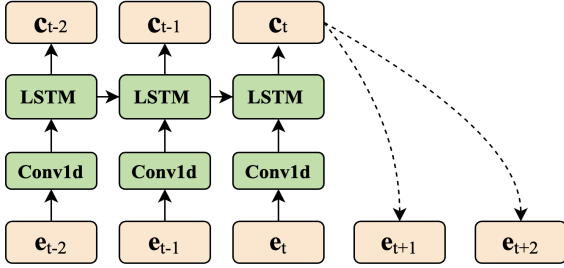 c_{t-2} c_{t-1} c_t
LSTM LSTM LSTM
Conv1d Conv1d Conv1d
e_{t-2} e_{t-1} e_t e_{t+1} e_{t+2}